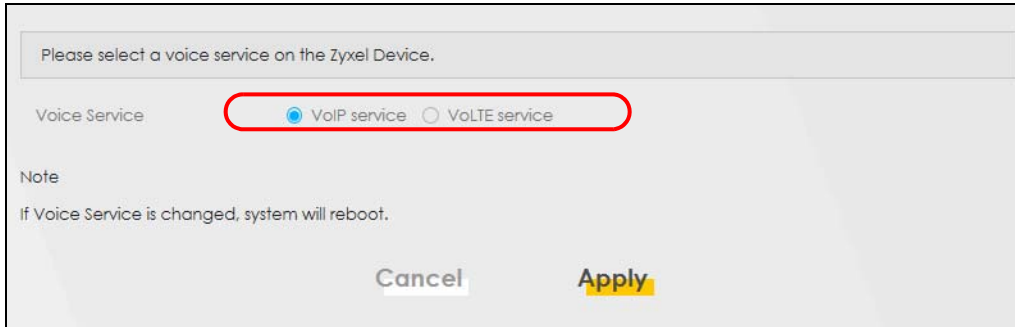 Please select a voice service on the Zyxel Device.
Voice Service VoIP service VoLTE service
Note
If Voice Service is changed, system will reboot.
Cancel Apply